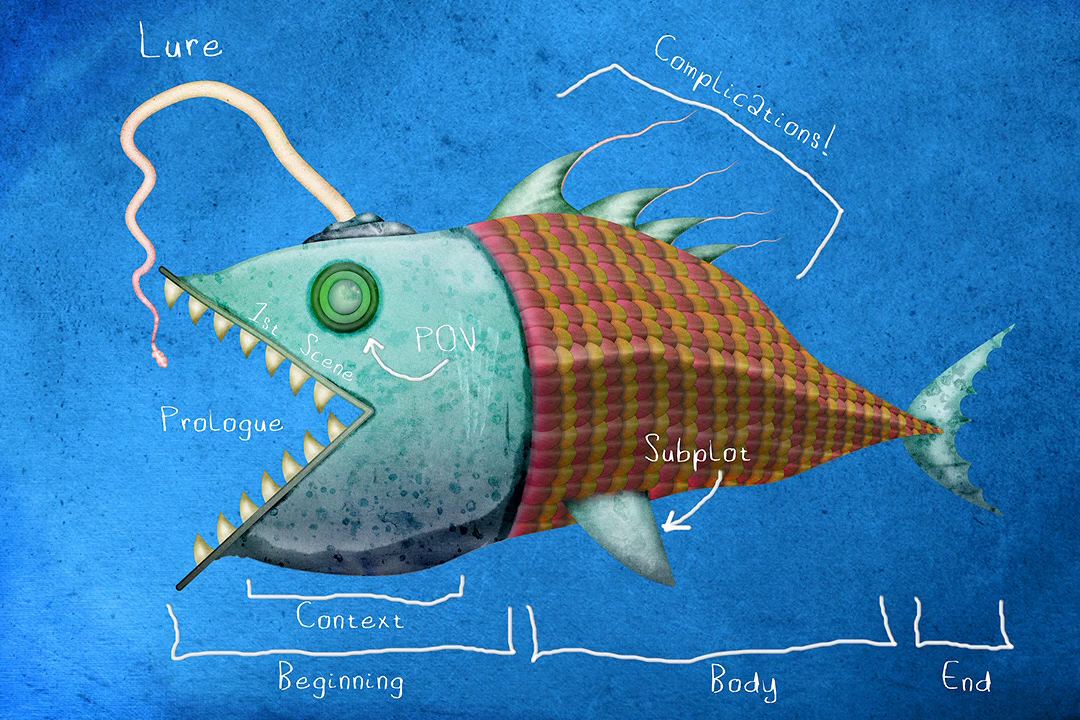 Lure
Complications!
1st Scene
POV
Prologue
Subplot
Context
Beginning
Body
End